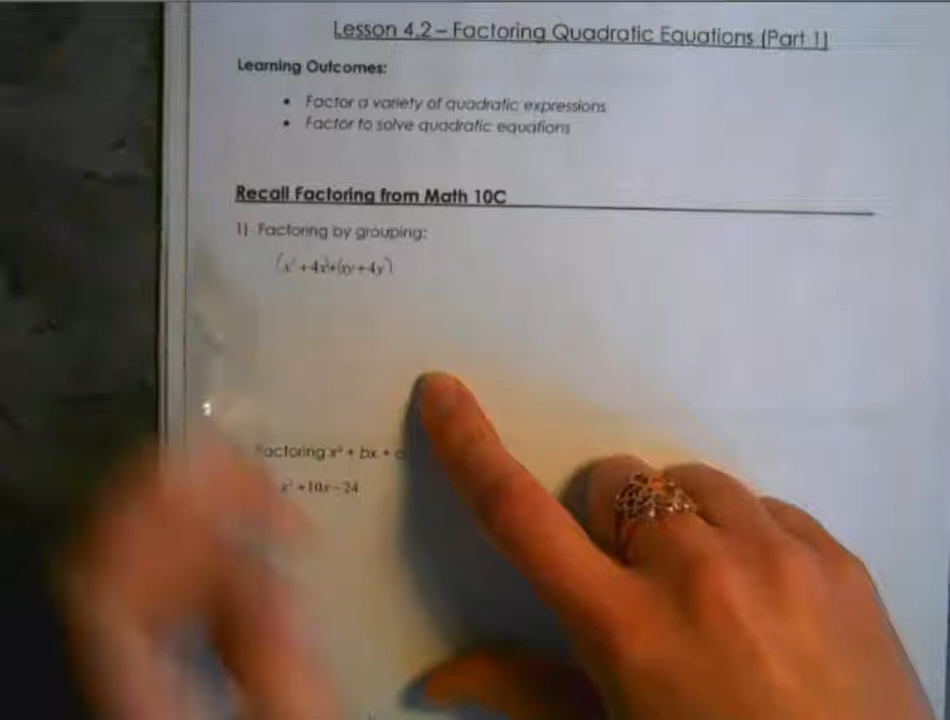 Lesson 4.2 – Factoring Quadratic Equations (Part 1)
Learning Outcomes:
• Factor a variety of quadratic expressions
• Factor to solve quadratic equations
Recall Factoring from Math 10C
1) Factoring by grouping:
(x² + 4x)+(xy + 4y)
actoring x² + bx + c
x² + 10x – 24